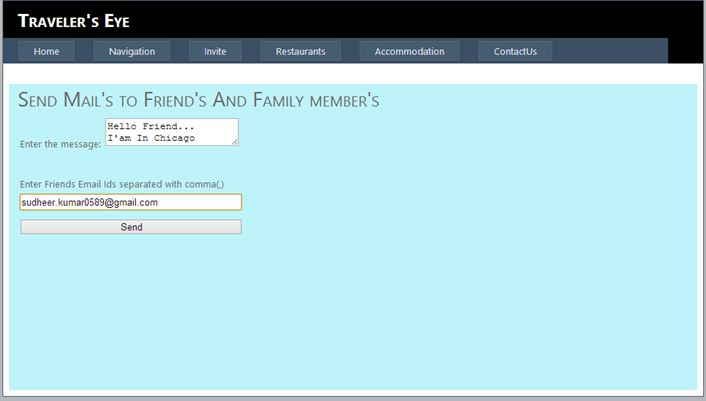 Traveler's Eye
Home Navigation Invite Restaurants Accommodation ContactUs
Send Mail's to Friend's And Family member's
Enter the message:
Hello Friend...
I'am In Chicago
Enter Friends Email Ids separated with comma(,)
sudheer.kumar0589@gmail.com
Send